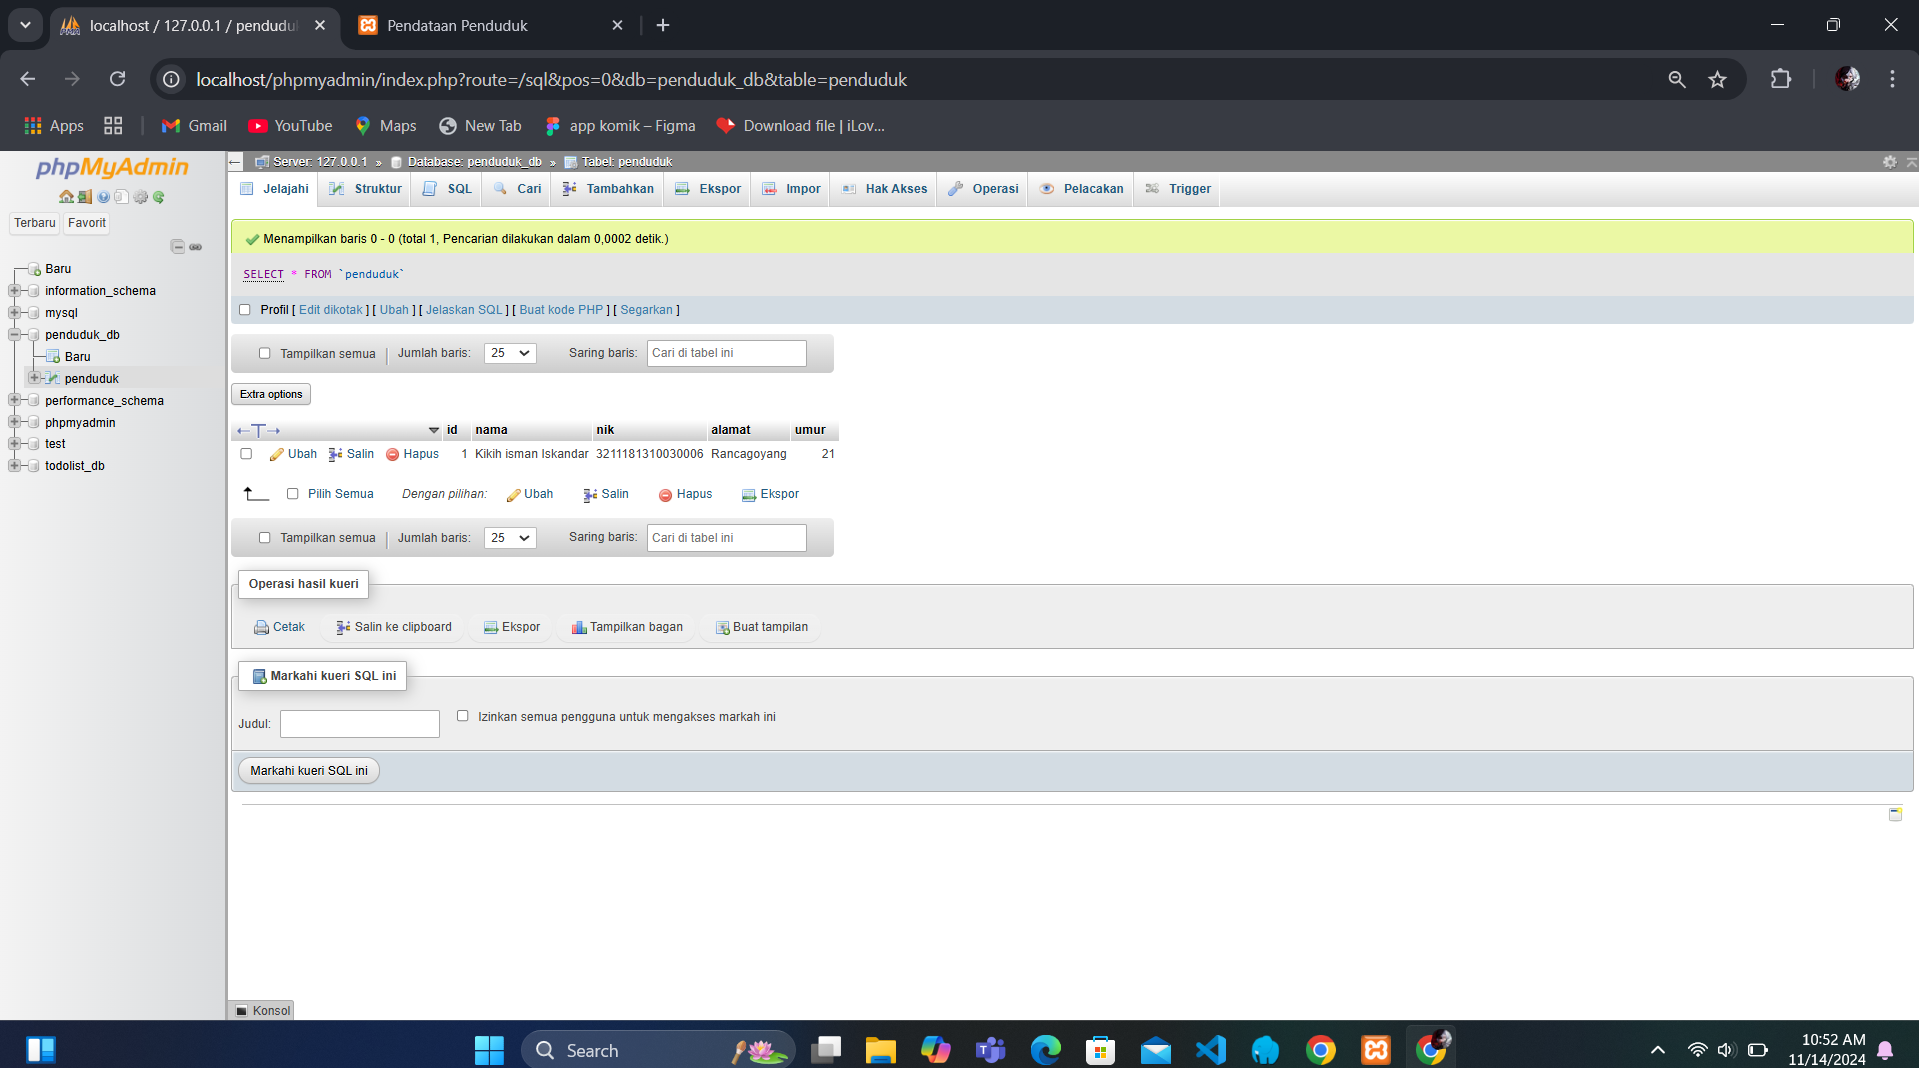 localhost / 127.0.0.1 / penduduk
Pendataan Penduduk
localhost/phpmyadmin/index.php?route=/sql&pos=0&db=penduduk_db&table=penduduk
Apps
Gmail
YouTube
Maps
New Tab
app komik – Figma
Download file | iLov...
phpMyAdmin
Terbaru
Favorit
Baru
information_schema
mysql
penduduk_db
Baru
penduduk
performance_schema
phpmyadmin
test
todolist_db
Server: 127.0.0.1 » Database: penduduk_db » Tabel: penduduk
Jelajahi
Struktur
SQL
Cari
Tambahkan
Ekspor
Impor
Hak Akses
Operasi
Pelacakan
Trigger
Menampilkan baris 0 - 0 (total 1, Pencarian dilakukan dalam 0,0002 detik.)
SELECT * FROM `penduduk`
Profil [ Edit dikotak ] [ Ubah ] [ Jelaskan SQL ] [ Buat kode PHP ] [ Segarkan ]
Tampilkan semua | Jumlah baris: 25 Saring baris: Cari di tabel ini
Extra options
id nama nik alamat umur
Ubah Salin Hapus 1 Kikih isman Iskandar 3211181310030006 Rancagoyang 21
Pilih Semua Dengan pilihan: Ubah Salin Hapus Ekspor
Tampilkan semua | Jumlah baris: 25 Saring baris: Cari di tabel ini
Operasi hasil kueri
Cetak Salin ke clipboard Ekspor Tampilkan bagan Buat tampilan
Markahi kueri SQL ini
Judul: Izinkan semua pengguna untuk mengakses markah ini
Markahi kueri SQL ini
Konsol
Search
10:52 AM
11/14/2024